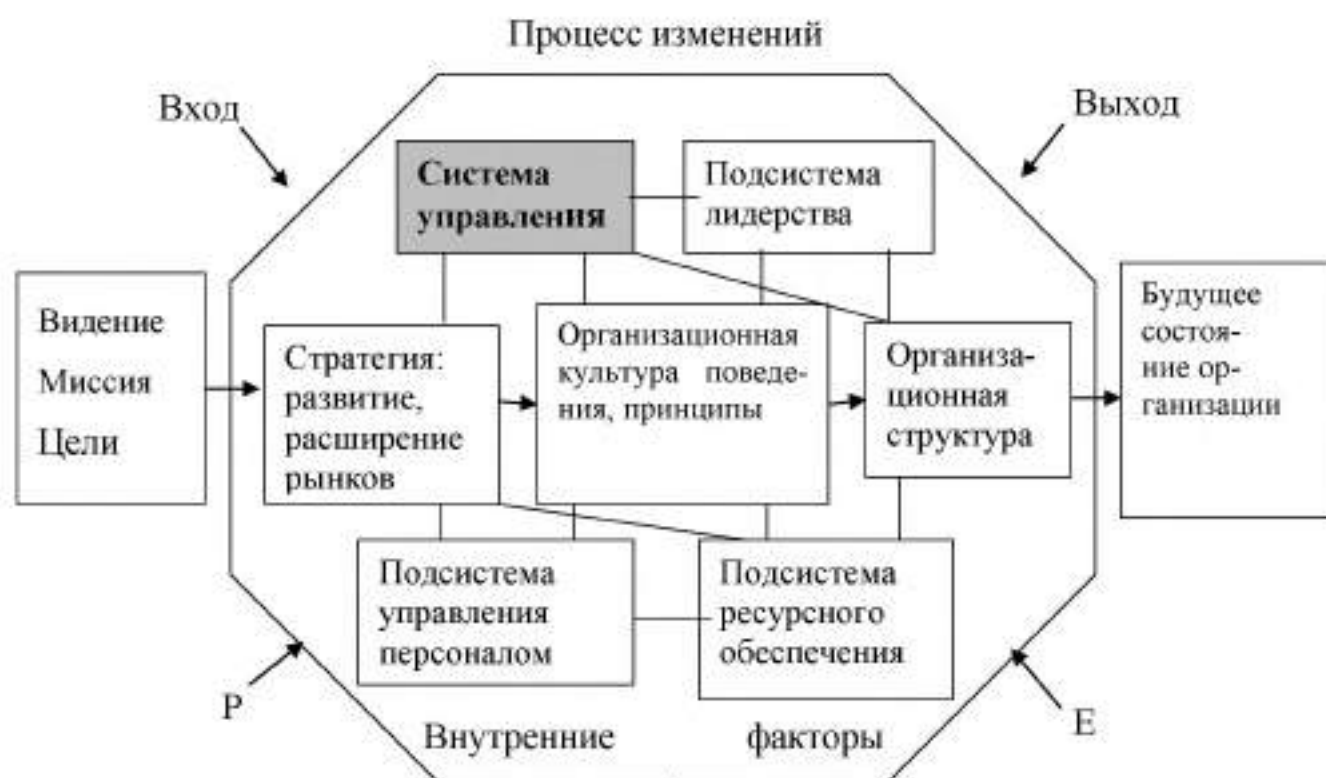 Процесс изменений
Вход
Выход
Система
управления
Подсистема
лидерства
Видение
Миссия
Цели
Стратегия:
развитие,
расширение
рынков
Организационная
культура поведе-
ния, принципы
Организа-
ционная
структура
Будущее
состоя-
ние ор-
ганизации
Подсистема
управления
персоналом
Подсистема
ресурсного
обеспечения
P
E
Внутренние факторы